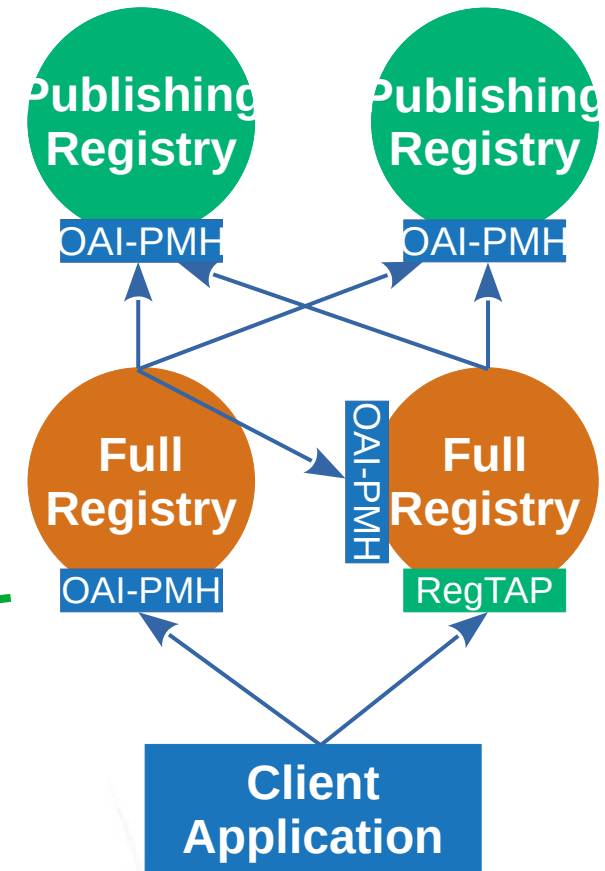 Publishing
Registry
Publishing
Registry
OAI-PMH
OAI-PMH
Full
Registry
OAI-PMH
Full
Registry
OAI-PMH
RegTAP
Client
Application